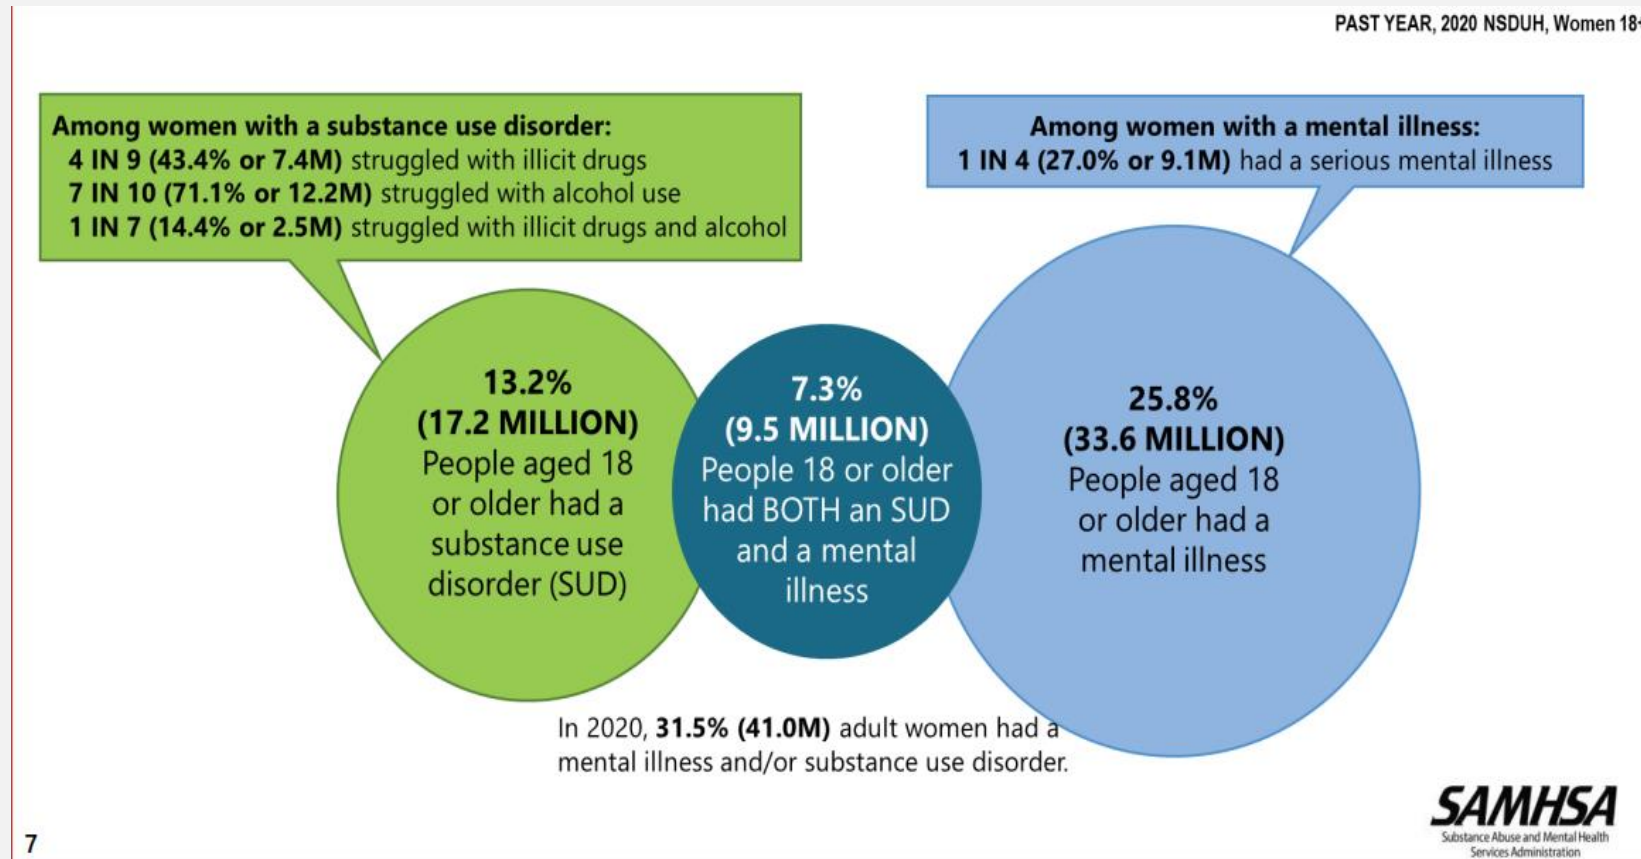 PAST YEAR, 2020 NSDUH, Women 18+
Among women with a substance use disorder:
4 IN 9 (43.4% or 7.4M) struggled with illicit drugs
7 IN 10 (71.1% or 12.2M) struggled with alcohol use
1 IN 7 (14.4% or 2.5M) struggled with illicit drugs and alcohol
Among women with a mental illness:
1 IN 4 (27.0% or 9.1M) had a serious mental illness
13.2%
(17.2 MILLION)
People aged 18
or older had a
substance use
disorder (SUD)
7.3%
(9.5 MILLION)
People 18 or older
had BOTH an SUD
and a mental
illness
25.8%
(33.6 MILLION)
People aged 18
or older had a
mental illness
In 2020, 31.5% (41.0M) adult women had a
mental illness and/or substance use disorder.
SAMHSA
Substance Abuse and Mental Health
Services Administration
7